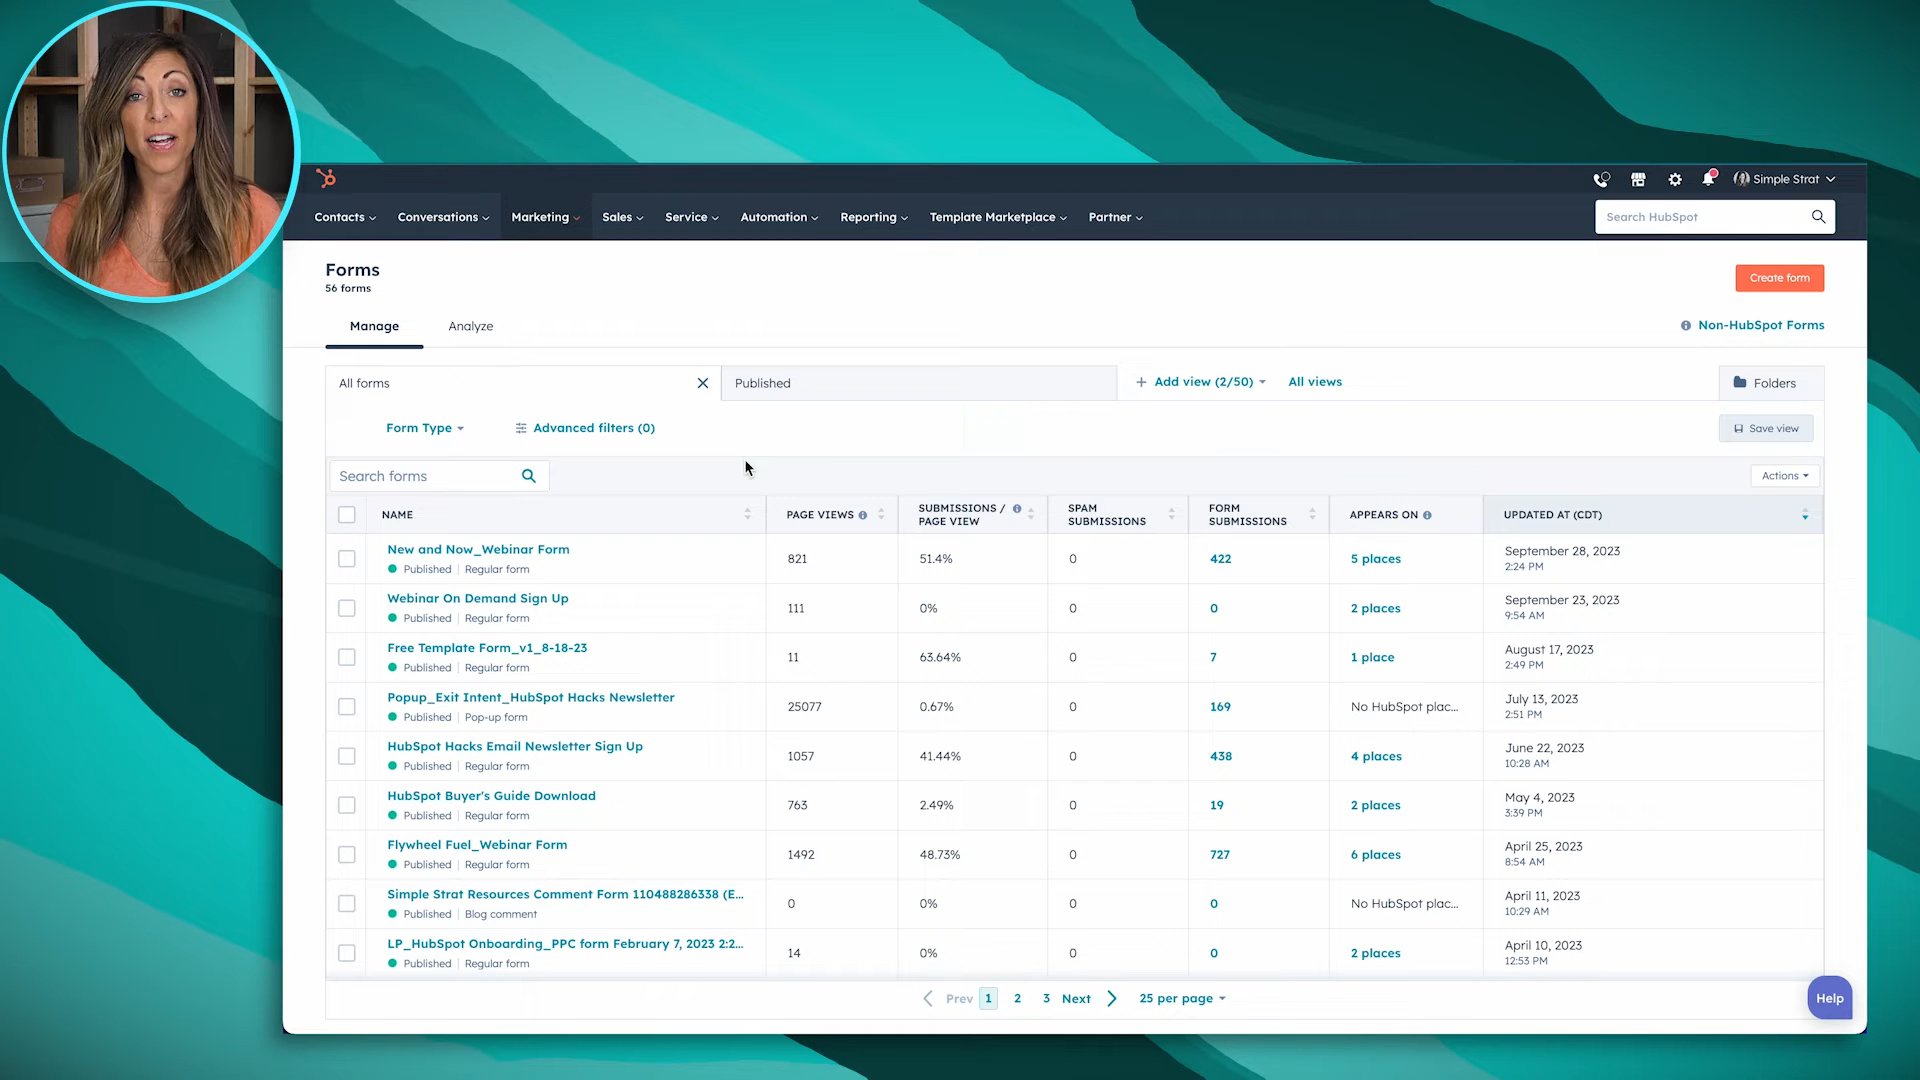 Simple Strat
Contacts Conversations Marketing Sales Service Automation Reporting Template Marketplace Partner
Search HubSpot
Forms
56 forms
Create form
Manage Analyze
Non-HubSpot Forms
All forms Published Add view (2/50) All views Folders
Form Type Advanced filters (0) Save view
Search forms Actions
NAME PAGE VIEWS SUBMISSIONS / PAGE VIEW SPAM SUBMISSIONS FORM SUBMISSIONS APPEARS ON UPDATED AT (CDT)
New and Now_Webinar Form
Published | Regular form
821 51.4% 0 422 5 places September 28, 2023
2:24 PM
Webinar On Demand Sign Up
Published | Regular form
111 0% 0 0 2 places September 23, 2023
9:54 AM
Free Template Form_v1_8-18-23
Published | Regular form
11 63.64% 0 7 1 place August 17, 2023
2:49 PM
Popup_Exit Intent_HubSpot Hacks Newsletter
Published | Pop-up form
25077 0.67% 0 169 No HubSpot plac... July 13, 2023
2:51 PM
HubSpot Hacks Email Newsletter Sign Up
Published | Regular form
1057 41.44% 0 438 4 places June 22, 2023
10:28 AM
HubSpot Buyer's Guide Download
Published | Regular form
763 2.49% 0 19 2 places May 4, 2023
3:39 PM
Flywheel Fuel_Webinar Form
Published | Regular form
1492 48.73% 0 727 6 places April 25, 2023
8:54 AM
Simple Strat Resources Comment Form 110488286338 (E...
Published | Blog comment
0 0% 0 0 No HubSpot plac... April 11, 2023
10:29 AM
LP_HubSpot Onboarding_PPC form February 7, 2023 2:2...
Published | Regular form
14 0% 0 0 2 places April 10, 2023
12:53 PM
Prev 1 2 3 Next 25 per page
Help